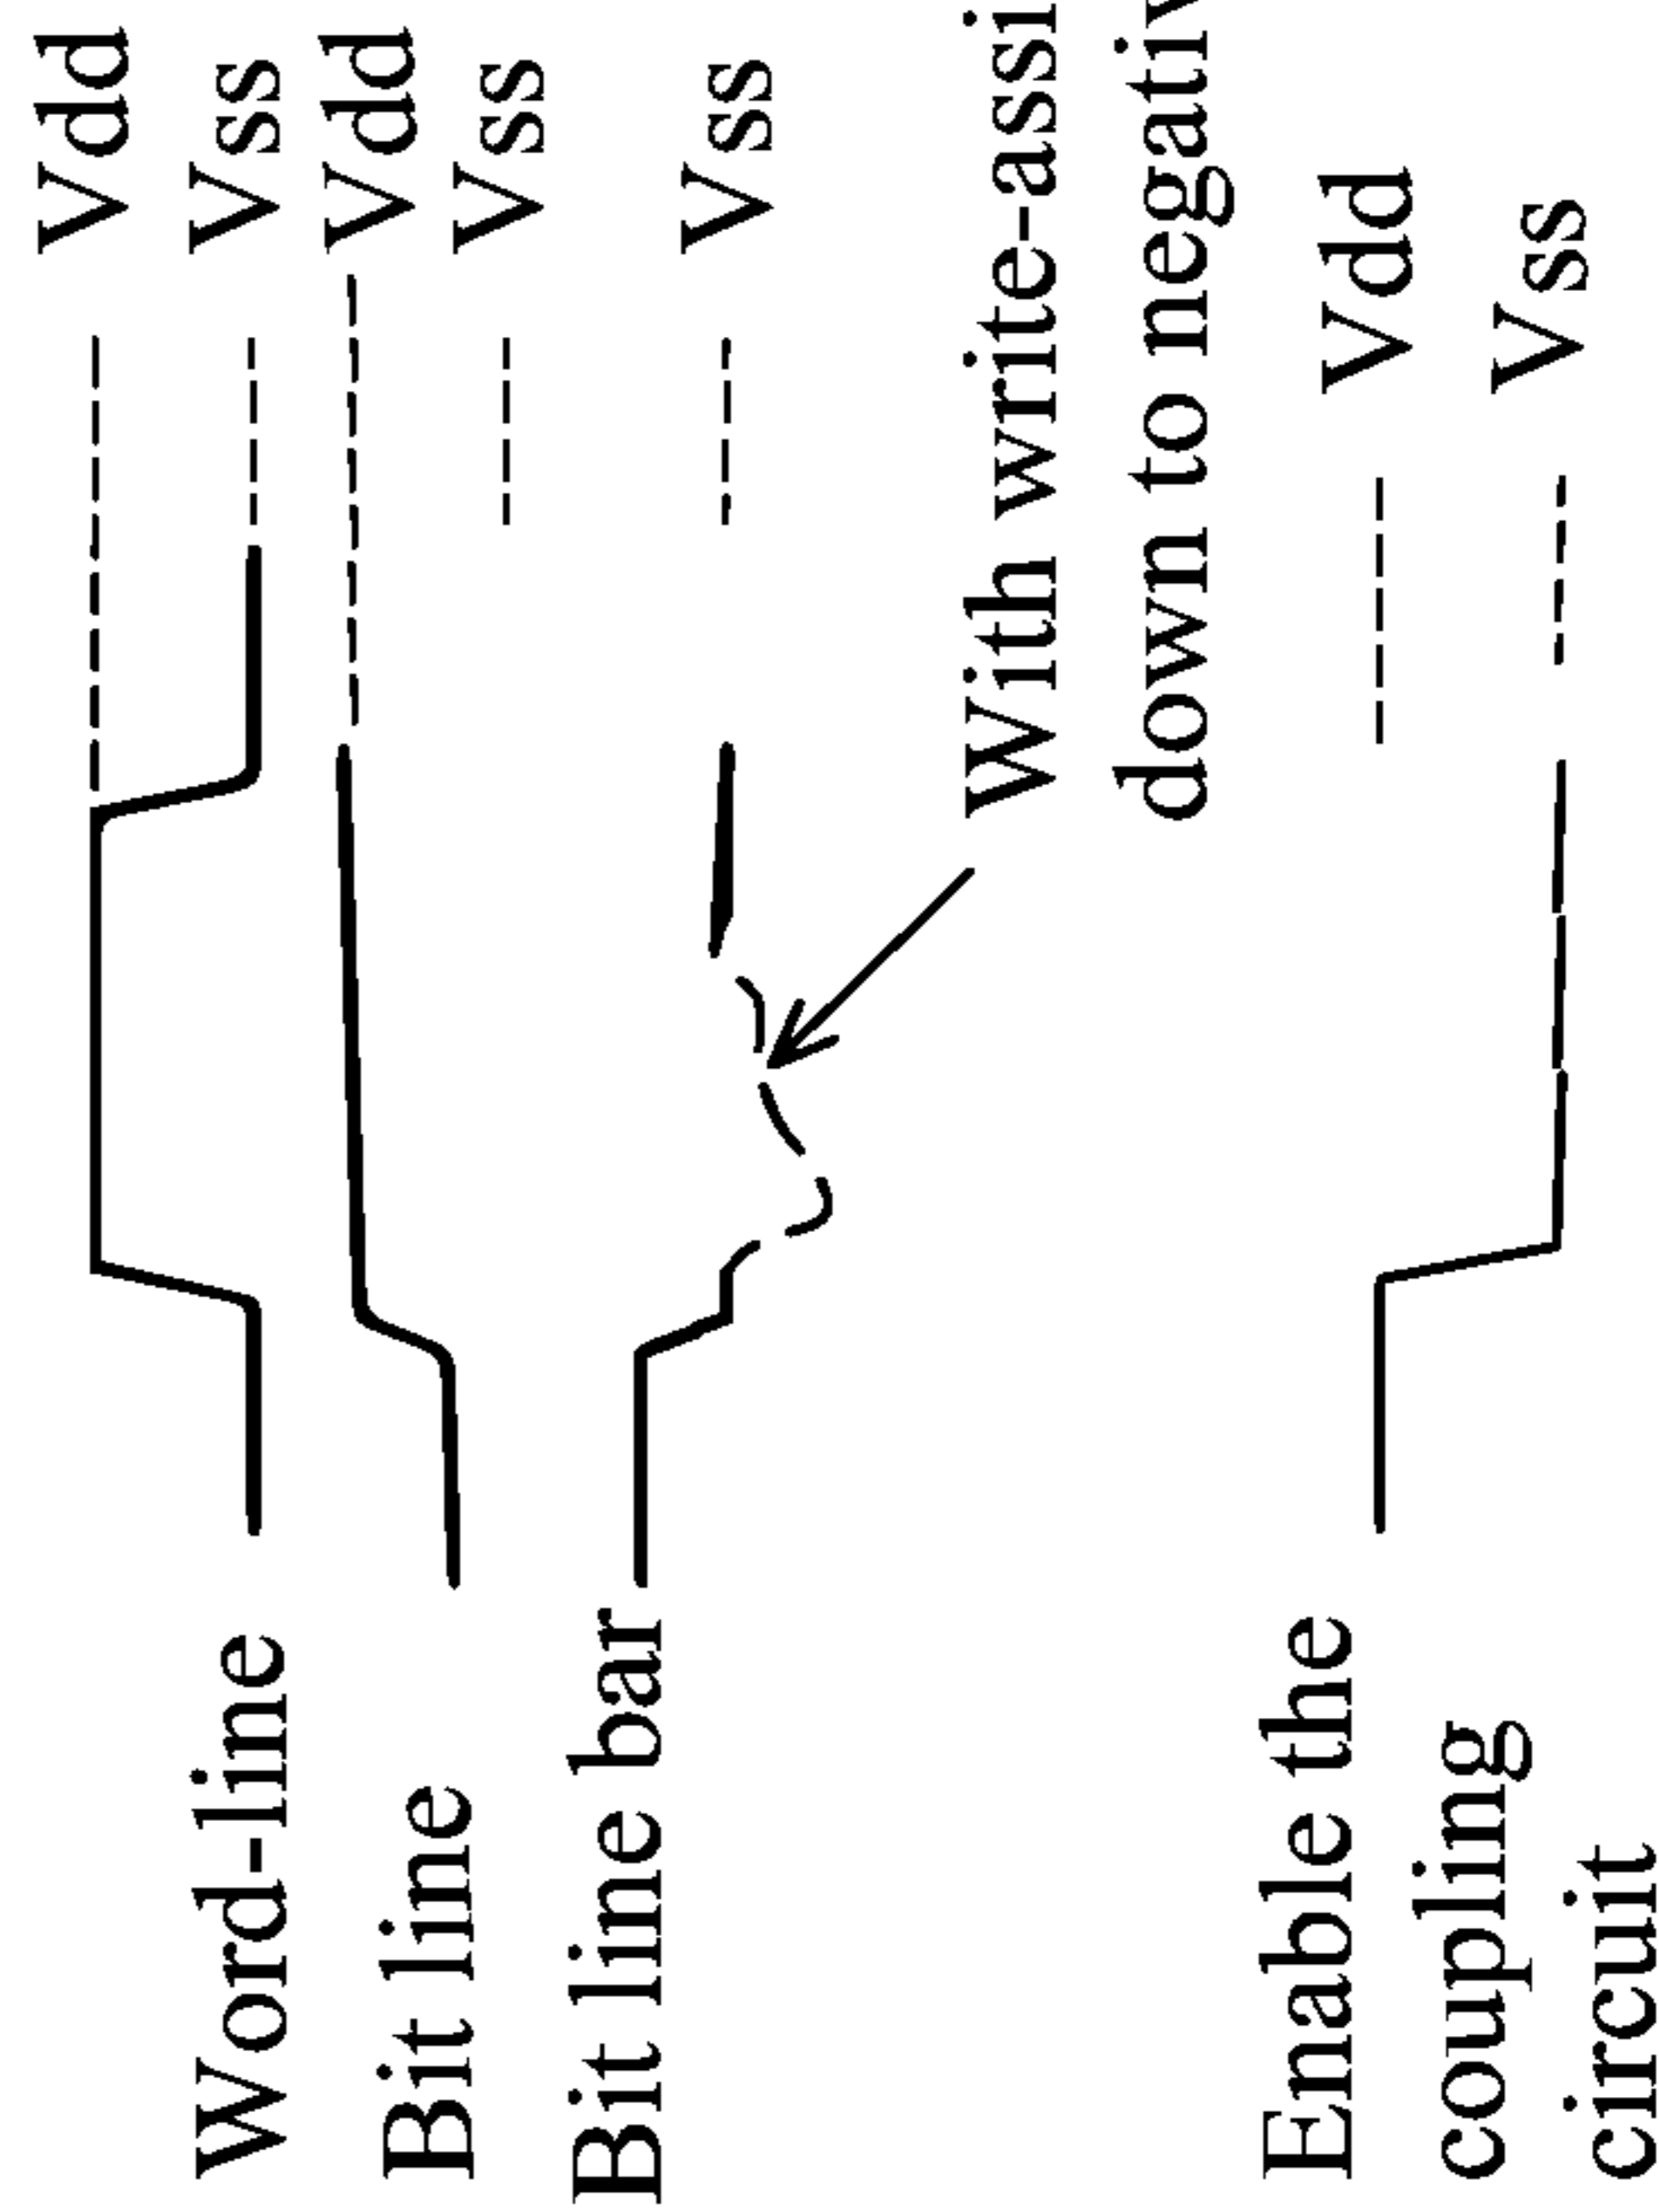 Vdd
Word-line
Vss
Vdd
Bit line
Vss
Bit line bar
Vss
With write-assi
down to negativ
Enable the
Vdd
coupling
Vss
circuit